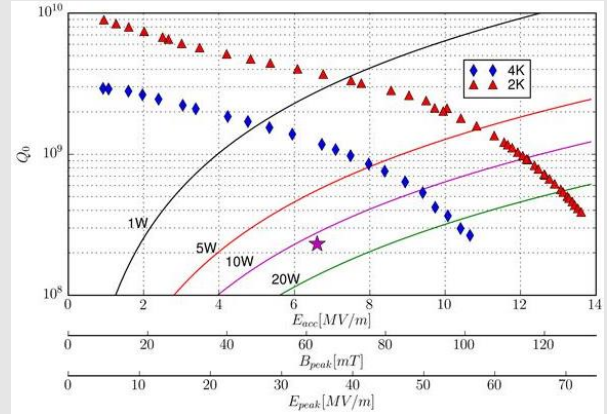 10^10
4K
2K
Q_0
10^9
1W
5W
10W
20W
10^8
0 2 4 6 8 10 12 14
E_acc[MV/m]
0 20 40 60 80 100 120
B_peak[mT]
0 10 20 30 40 50 60 70
E_peak[MV/m]